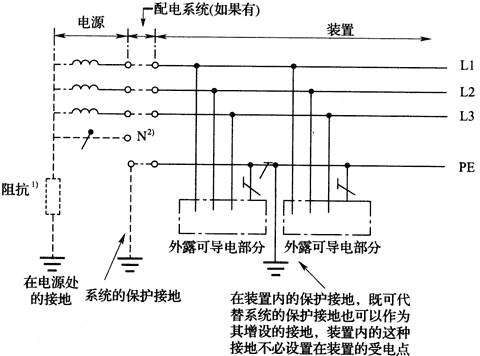 配电系统(如果有)
电源
装置
L1
L2
L3
N2)
PE
阻抗1)
外露可导电部分
外露可导电部分
在电源处
的接地
系统的保护接地
在装置内的保护接地，既可代
替系统的保护接地也可以作为
其增设的接地，装置内的这种
接地不必设置在装置的受电点